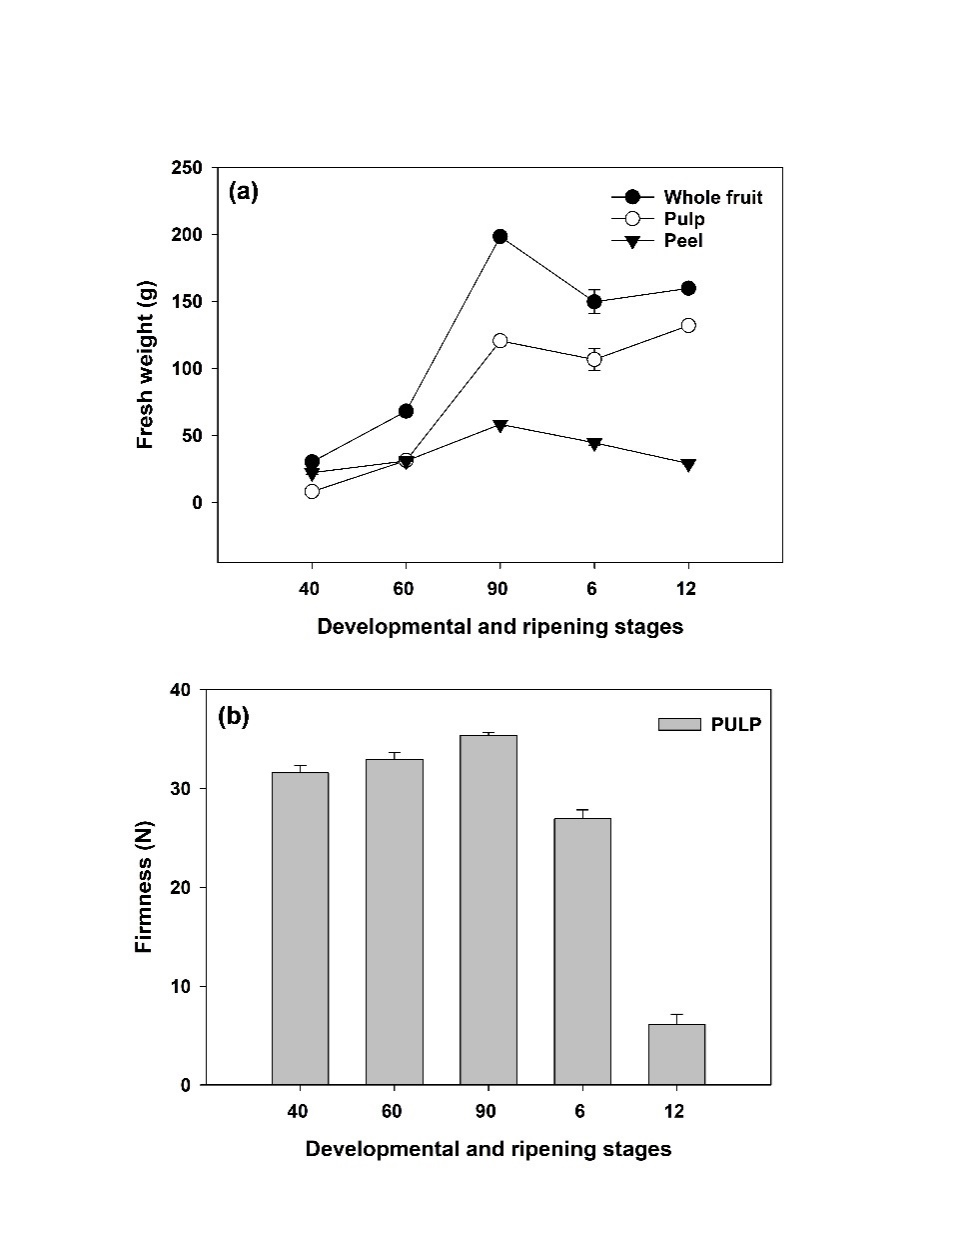 250
(a)
Whole fruit
Pulp
Peel
200
150
100
50
0
Fresh weight (g)
40 60 90 6 12
Developmental and ripening stages
40
(b)
PULP
30
20
10
0
Firmness (N)
40 60 90 6 12
Developmental and ripening stages